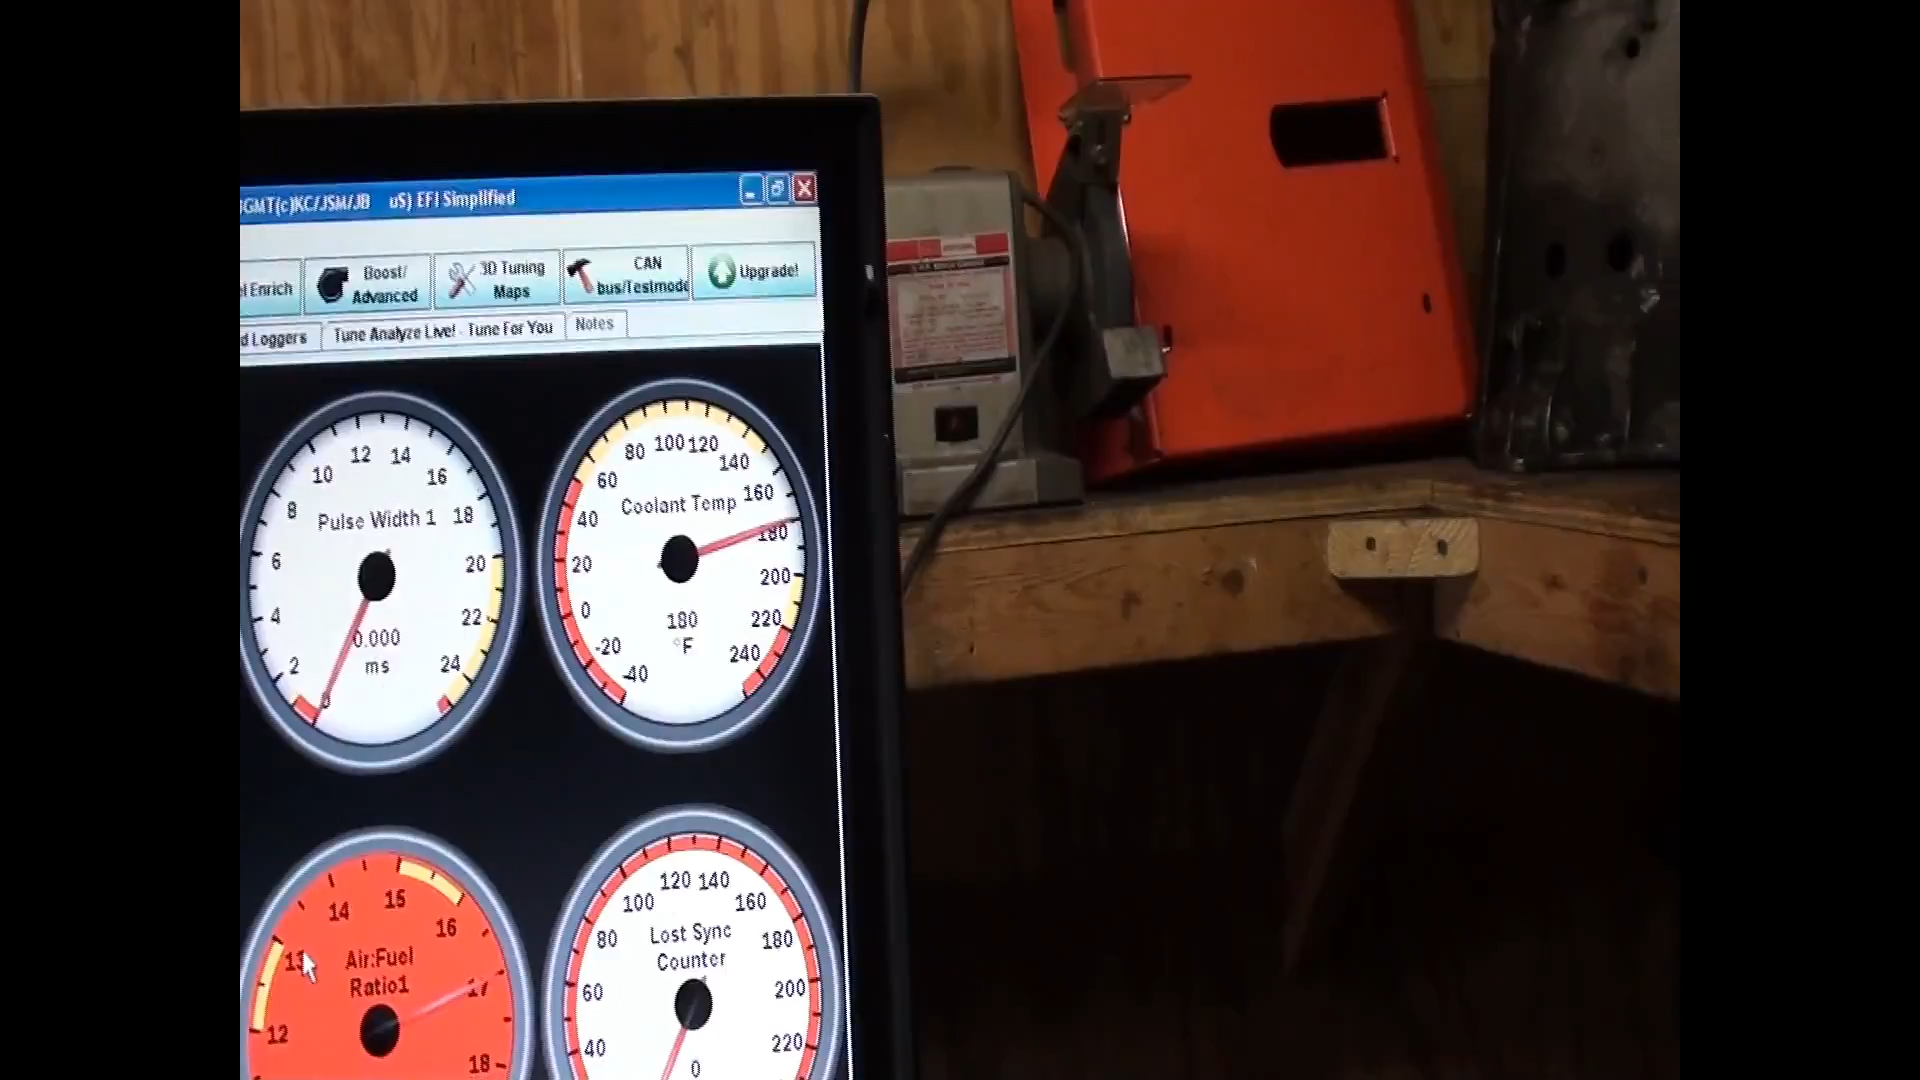 GMT(c)KC/JSM/JB uS) EFI Simplified
l Enrich
Boost/
Advanced
3D Tuning
Maps
CAN
bus/Testmode
Upgrade!
d Loggers
Tune Analyze Live! - Tune For You
Notes
0
2
4
6
8
10
12
14
16
18
20
22
24
Pulse Width 1
0.000
ms
-40
-20
0
20
40
60
80
100
120
140
160
180
200
220
240
Coolant Temp
180
°F
12
13
14
15
16
17
18
Air:Fuel
Ratio1
40
60
80
100
120
140
160
180
200
220
Lost Sync
Counter
0